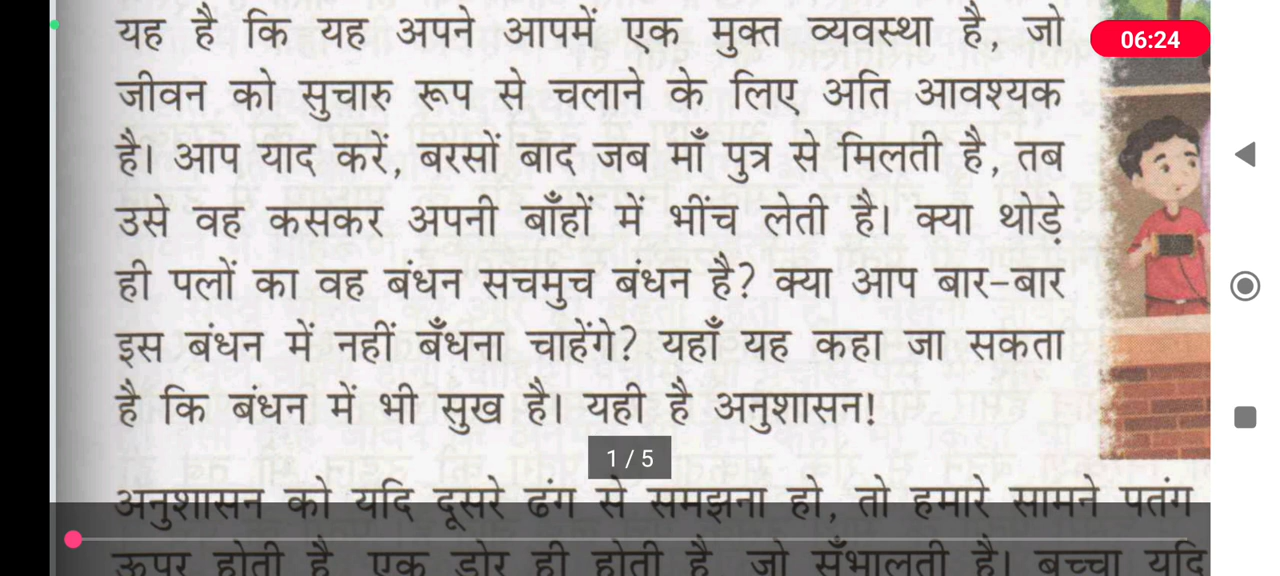 यह है कि यह अपने आपमें एक मुक्त व्यवस्था है, जो
06:24
जीवन को सुचारु रूप से चलाने के लिए अति आवश्यक
है। आप याद करें, बरसों बाद जब माँ पुत्र से मिलती है, तब
उसे वह कसकर अपनी बाँहों में भींच लेती है। क्या थोड़े
ही पलों का वह बंधन सचमुच बंधन है? क्या आप बार-बार
इस बंधन में नहीं बँधना चाहेंगे? यहाँ यह कहा जा सकता
है कि बंधन में भी सुख है। यही है अनुशासन!
1 / 5
अनुशासन को यदि दूसरे ढंग से समझना हो, तो हमारे सामने पतंग
ऊपर होती है, एक डोर ही होती है, जो सँभालती है। बच्चा यदि